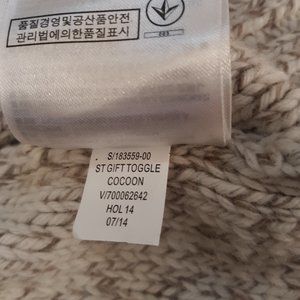 품질경영및공산품안전
관리법에의한품질표시
S/183559-00
ST GIFT TOGGLE
COCOON
V/700062642
HOL 14
07/14